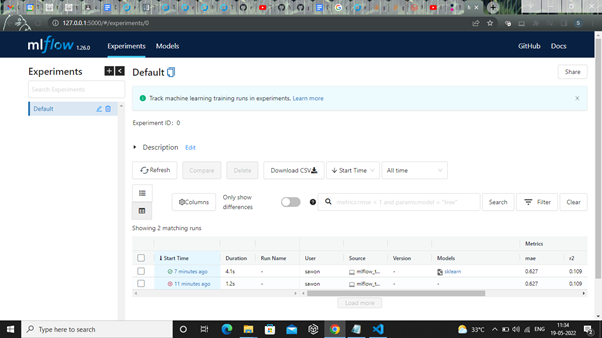 127.0.0.1:5000/#/experiments/0
mlflow 1.26.0 Experiments Models GitHub Docs
Experiments
Search Experiments
Default
Default
Share
Track machine learning training runs in experiments. Learn more
Experiment ID: 0
Description Edit
Refresh Compare Delete Download CSV Start Time All time
Columns Only show differences metrics.rmse < 1 and params.model = "tree" Search Filter Clear
Showing 2 matching runs
Metrics
Start Time Duration Run Name User Source Version Models mae r2
7 minutes ago 4.1s - sawon mlflow_t... - sklearn 0.627 0.109
11 minutes ago 1.2s - sawon mlflow_t... - - 0.627 0.109
Load more
Type here to search
33°C ENG 11:34 19-05-2022 2